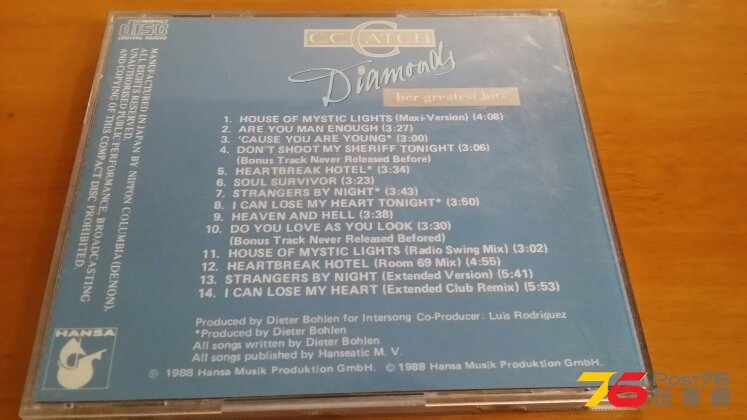 COMPACT
DISC
DIGITAL AUDIO
C.C. CATCH
Diamonds
her greatest hits
1. HOUSE OF MYSTIC LIGHTS (Maxi-Version) (4:08)
2. ARE YOU MAN ENOUGH (3:27)
3. 'CAUSE YOU ARE YOUNG* (3:00)
4. DON'T SHOOT MY SHERIFF TONIGHT (3:06)
(Bonus Track Never Released Before)
5. HEARTBREAK HOTEL* (3:34)
6. SOUL SURVIVOR (3:23)
7. STRANGERS BY NIGHT* (3:43)
8. I CAN LOSE MY HEART TONIGHT* (3:50)
9. HEAVEN AND HELL (3:38)
10. DO YOU LOVE AS YOU LOOK (3:30)
(Bonus Track Never Released Befored)
11. HOUSE OF MYSTIC LIGHTS (Radio Swing Mix) (3:02)
12. HEARTBREAK HOTEL (Room 69 Mix) (4:55)
13. STRANGERS BY NIGHT (Extended Version) (5:41)
14. I CAN LOSE MY HEART (Extended Club Remix) (5:53)
Produced by Dieter Bohlen for Intersong Co-Producer: Luis Rodriguez
*Produced by Dieter Bohlen
All songs written by Dieter Bohlen
All songs published by Hanseatic M. V.
℗ 1988 Hansa Musik Produktion GmbH. © 1988 Hansa Musik Produktion GmbH.
MANUFACTURED IN JAPAN BY NIPPON COLUMBIA (DENON).
ALL RIGHTS RESERVED.
UNAUTHORISED PUBLIC PERFORMANCE, BROADCASTING
AND COPYING OF THIS COMPACT DISC PROHIBITED.
HANSA
76 Post76